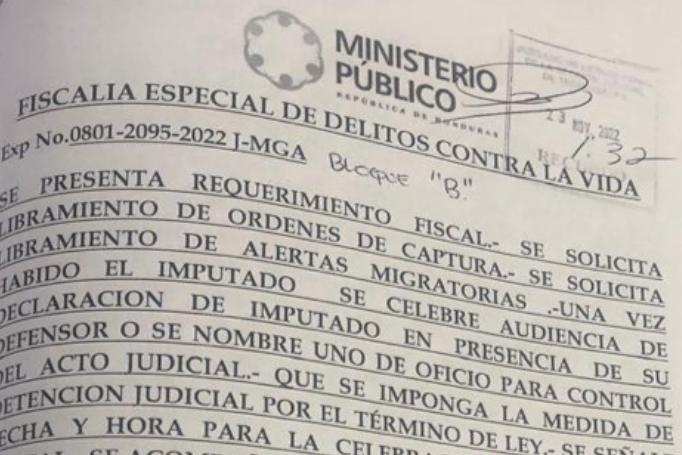 MINISTERIO
PÚBLICO
REPÚBLICA DE HONDURAS
23 NOV. 2022
1:32
FISCALIA ESPECIAL DE DELITOS CONTRA LA VIDA
Exp No.0801-2095-2022 J-MGA Bloque "B."
SE PRESENTA REQUERIMIENTO FISCAL.- SE SOLICITA
LIBRAMIENTO DE ORDENES DE CAPTURA.- SE SOLICITA
LIBRAMIENTO DE ALERTAS MIGRATORIAS .-UNA VEZ
HABIDO EL IMPUTADO SE CELEBRE AUDIENCIA DE
DECLARACION DE IMPUTADO EN PRESENCIA DE SU
DEFENSOR O SE NOMBRE UNO DE OFICIO PARA CONTROL
DEL ACTO JUDICIAL.- QUE SE IMPONGA LA MEDIDA DE
DETENCION JUDICIAL POR EL TÉRMINO DE LEY.- SE SEÑALE
FECHA Y HORA PARA LA